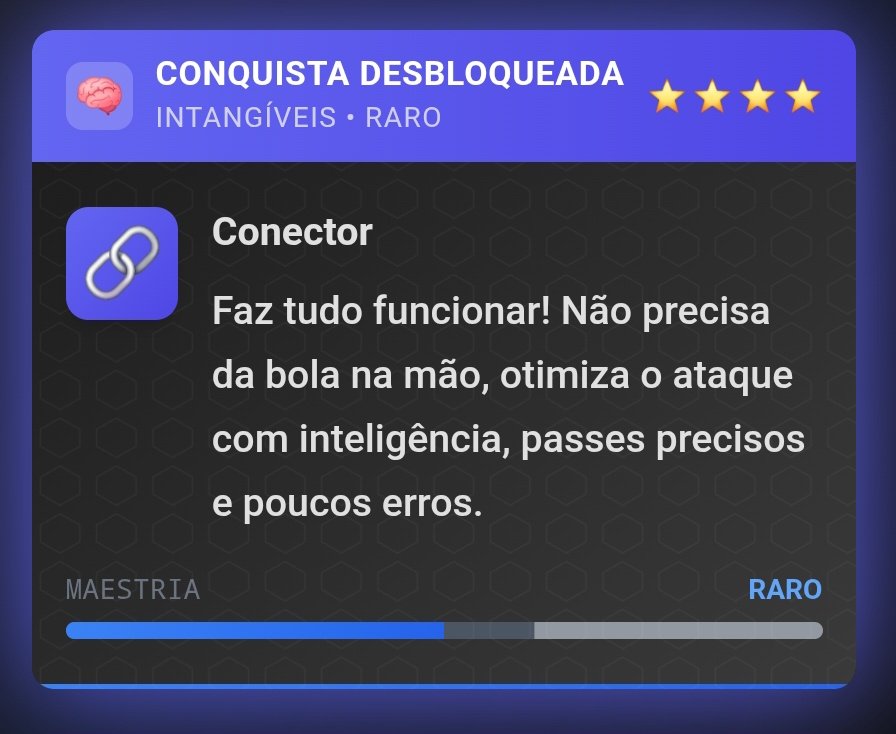 CONQUISTA DESBLOQUEADA
INTANGÍVEIS • RARO
Conector
Faz tudo funcionar! Não precisa
da bola na mão, otimiza o ataque
com inteligência, passes precisos
e poucos erros.
MAESTRIA
RARO